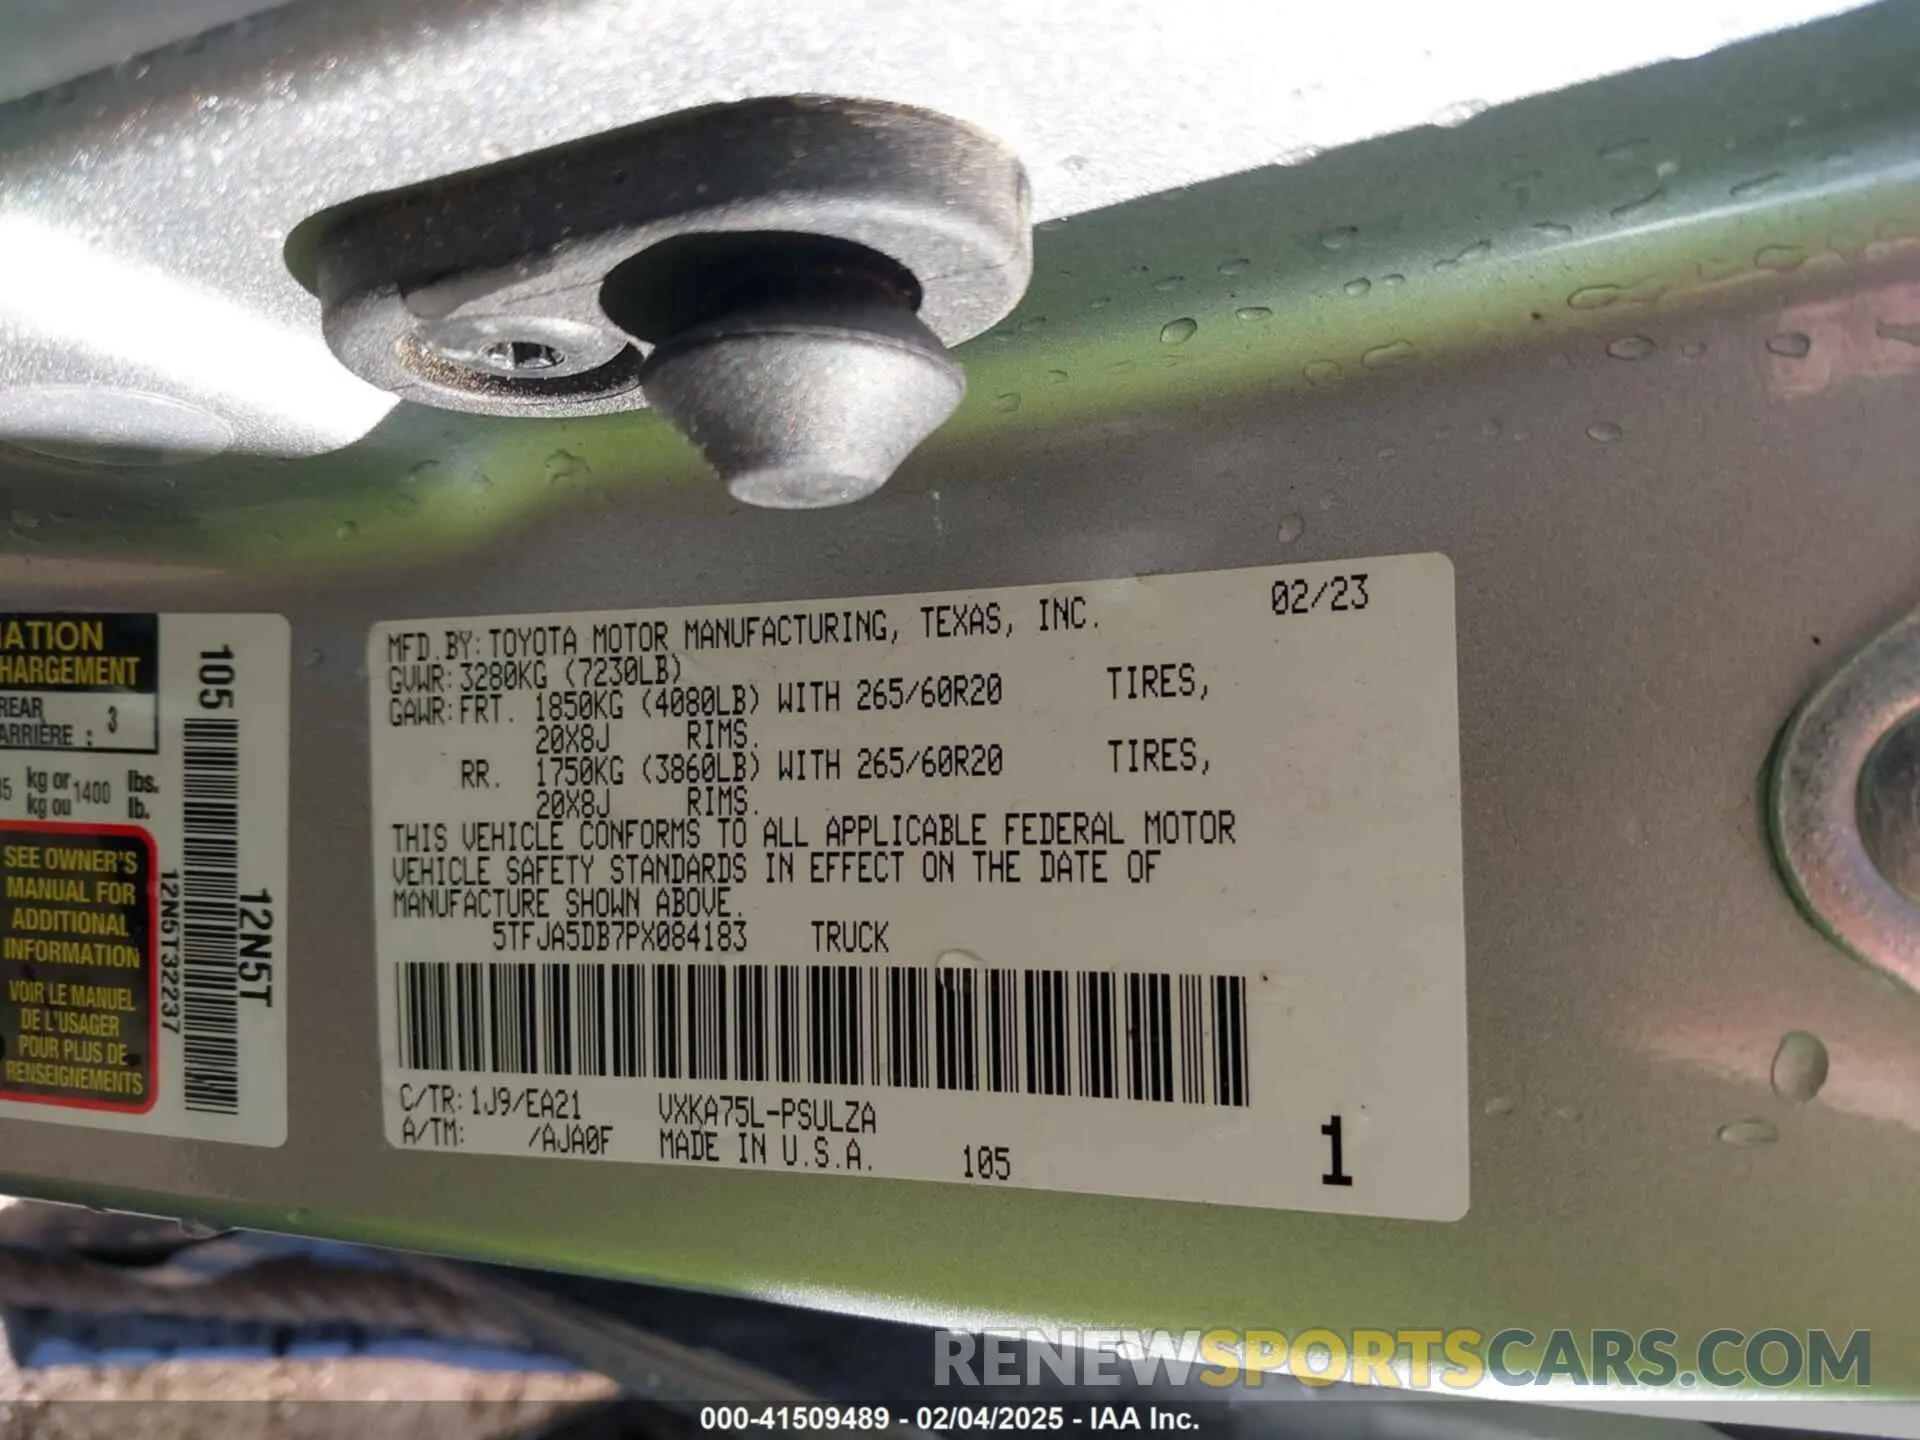 IATION
HARGEMENT
REAR 3
ARRIÈRE :
kg or 1400 lbs.
kg ou lb.
SEE OWNER'S
MANUAL FOR
ADDITIONAL
INFORMATION
VOIR LE MANUEL
DE L'USAGER
POUR PLUS DE
RENSEIGNEMENTS
105
12N5T32237
12N5T
MFD.BY:TOYOTA MOTOR MANUFACTURING, TEXAS, INC. 02/23
GVWR:3280KG (7230LB)
GAWR:FRT. 1850KG (4080LB) WITH 265/60R20 TIRES,
20X8J RIMS.
RR. 1750KG (3860LB) WITH 265/60R20 TIRES,
20X8J RIMS.
THIS VEHICLE CONFORMS TO ALL APPLICABLE FEDERAL MOTOR
VEHICLE SAFETY STANDARDS IN EFFECT ON THE DATE OF
MANUFACTURE SHOWN ABOVE.
5TFJA5DB7PX084183 TRUCK
C/TR:1J9/EA21 VXKA75L-PSULZA
A/TM: /AJA0F MADE IN U.S.A. 105 1
RENEWSPORTSCARS.COM
000-41509489 - 02/04/2025 - IAA Inc.